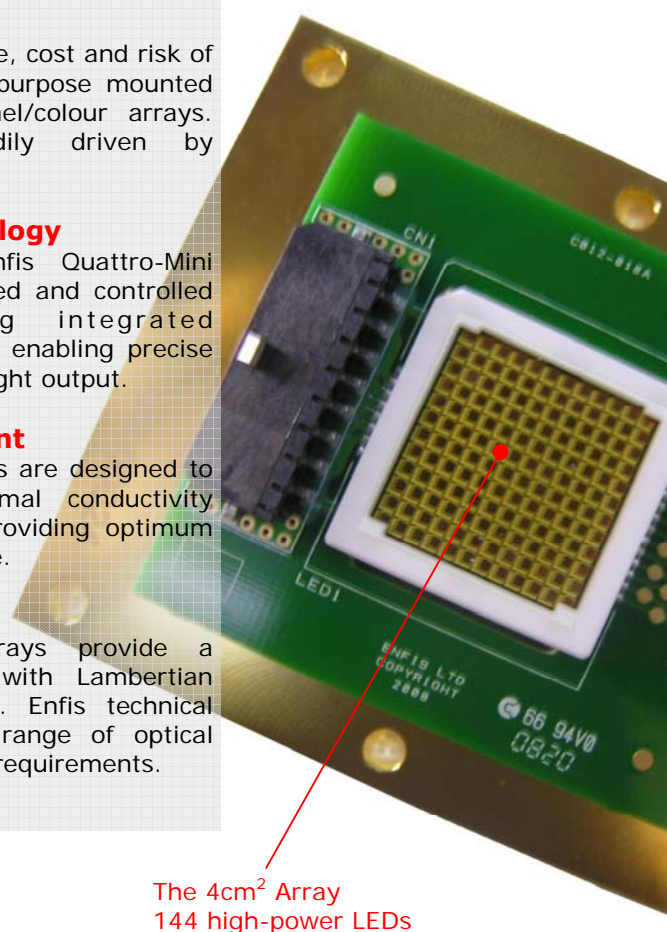 e, cost and risk of
purpose mounted
nel/colour arrays.
dily driven by
logy
nfis Quattro-Mini
ed and controlled
g integrated
enabling precise
ght output.
nt
s are designed to
mal conductivity
roviding optimum
e.
rays provide a
with Lambertian
. Enfis technical
range of optical
requirements.
CN1
C012-018A
LED1
ENFIS LTD
COPYRIGHT
2008
66 94V0
0820
The 4cm² Array
144 high-power LEDs